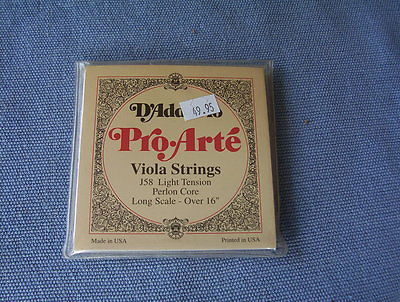 49.95
Pro·Arté
Viola Strings
J58 Light Tension
Perlon Core
Long Scale - Over 16"
Made in USA
Printed in USA